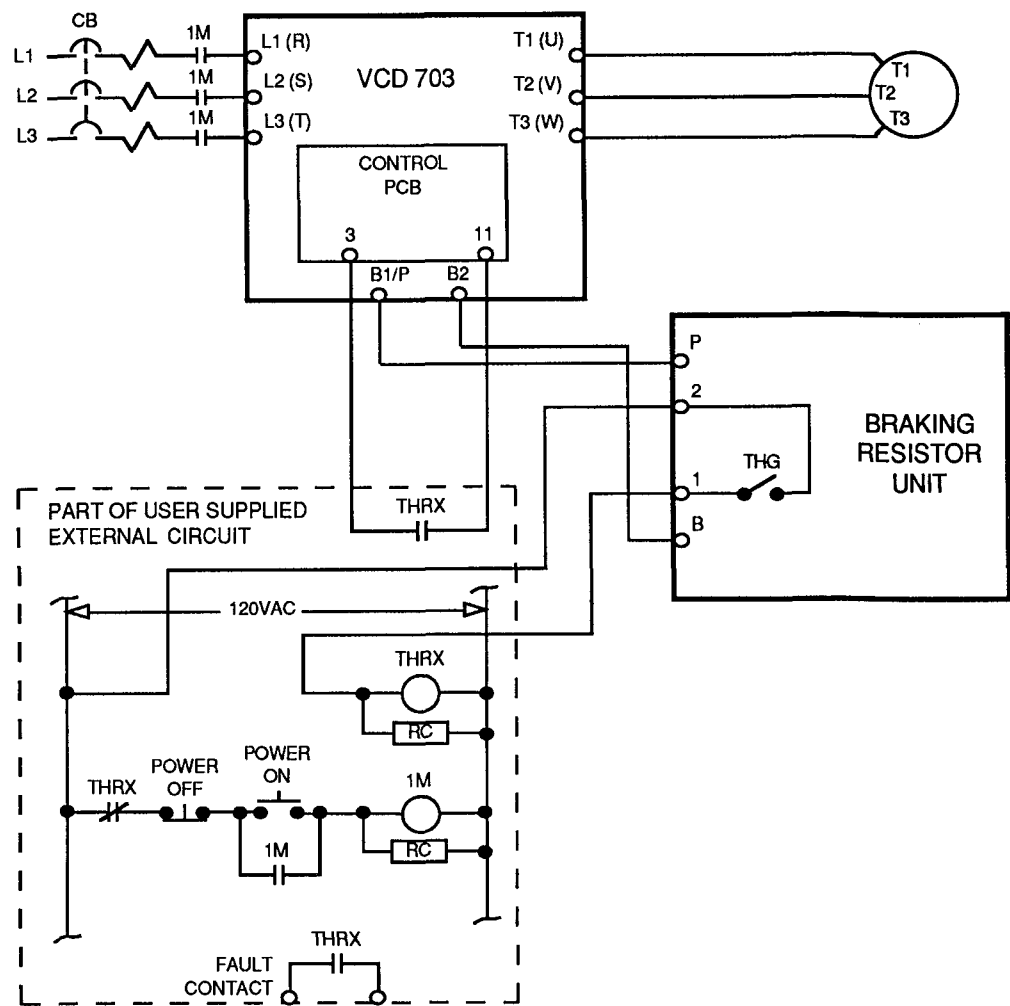 CB
1M
L1
L1 (R)
T1 (U)
T1
1M
L2
L2 (S)
VCD 703
T2 (V)
T2
1M
L3
L3 (T)
T3 (W)
T3
CONTROL
PCB
3
11
B1/P
B2
P
2
BRAKING
RESISTOR
UNIT
THG
1
B
PART OF USER SUPPLIED
EXTERNAL CIRCUIT
THRX
120VAC
THRX
RC
THRX
POWER
OFF
POWER
ON
1M
1M
RC
THRX
FAULT
CONTACT